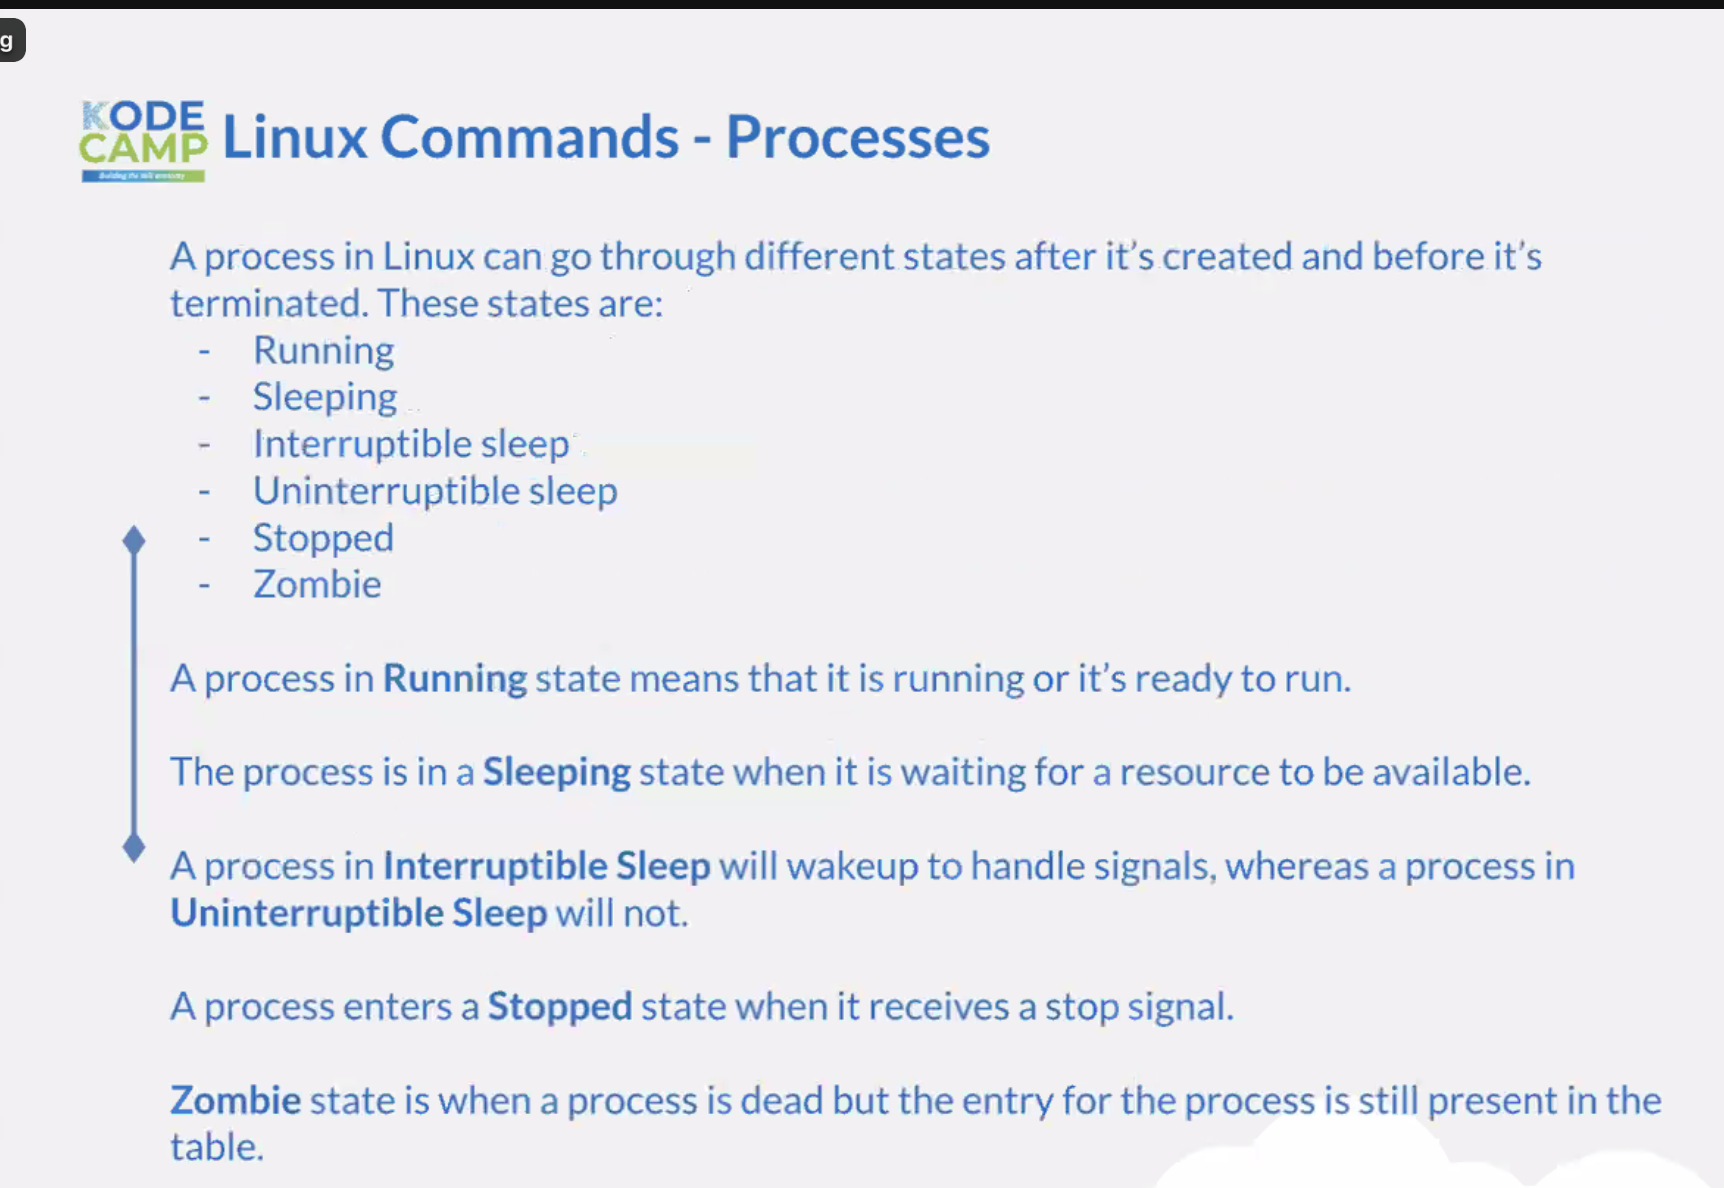 g
KODE
CAMP
Building the skill economy
Linux Commands - Processes
A process in Linux can go through different states after it's created and before it's
terminated. These states are:
- Running
- Sleeping
- Interruptible sleep
- Uninterruptible sleep
- Stopped
- Zombie
A process in Running state means that it is running or it's ready to run.
The process is in a Sleeping state when it is waiting for a resource to be available.
A process in Interruptible Sleep will wakeup to handle signals, whereas a process in
Uninterruptible Sleep will not.
A process enters a Stopped state when it receives a stop signal.
Zombie state is when a process is dead but the entry for the process is still present in the
table.